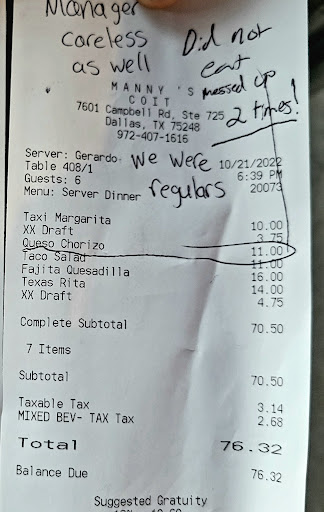 Manager
careless
as well
Did not
eat
messed up
2 times!
MANNY'S
COIT
7601 Campbell Rd, Ste 725
Dallas, TX 75248
972-407-1616
we were
regulars
Server: Gerardo 10/21/2022
Table 408/1 6:39 PM
Guests: 6 20073
Menu: Server Dinner
Taxi Margarita 10.00
XX Draft 3.75
Queso Chorizo 11.00
Taco Salad 11.00
Fajita Quesadilla 16.00
Texas Rita 14.00
XX Draft 4.75
Complete Subtotal 70.50
7 Items
Subtotal 70.50
Taxable Tax 3.14
MIXED BEV- TAX Tax 2.68
Total 76.32
Balance Due 76.32
Suggested Gratuity